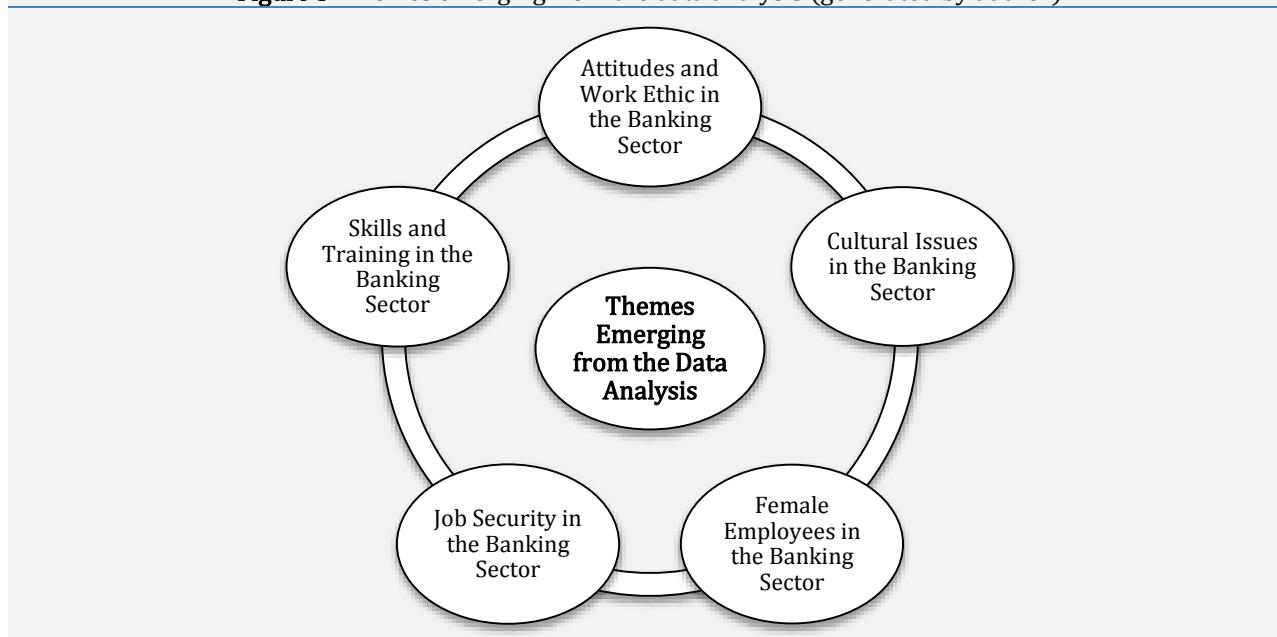 Attitudes and
Work Ethic in
the Banking
Sector
Skills and
Training in the
Banking
Sector
Cultural Issues
in the Banking
Sector
Themes
Emerging
from the Data
Analysis
Job Security in
the Banking
Sector
Female
Employees in
the Banking
Sector